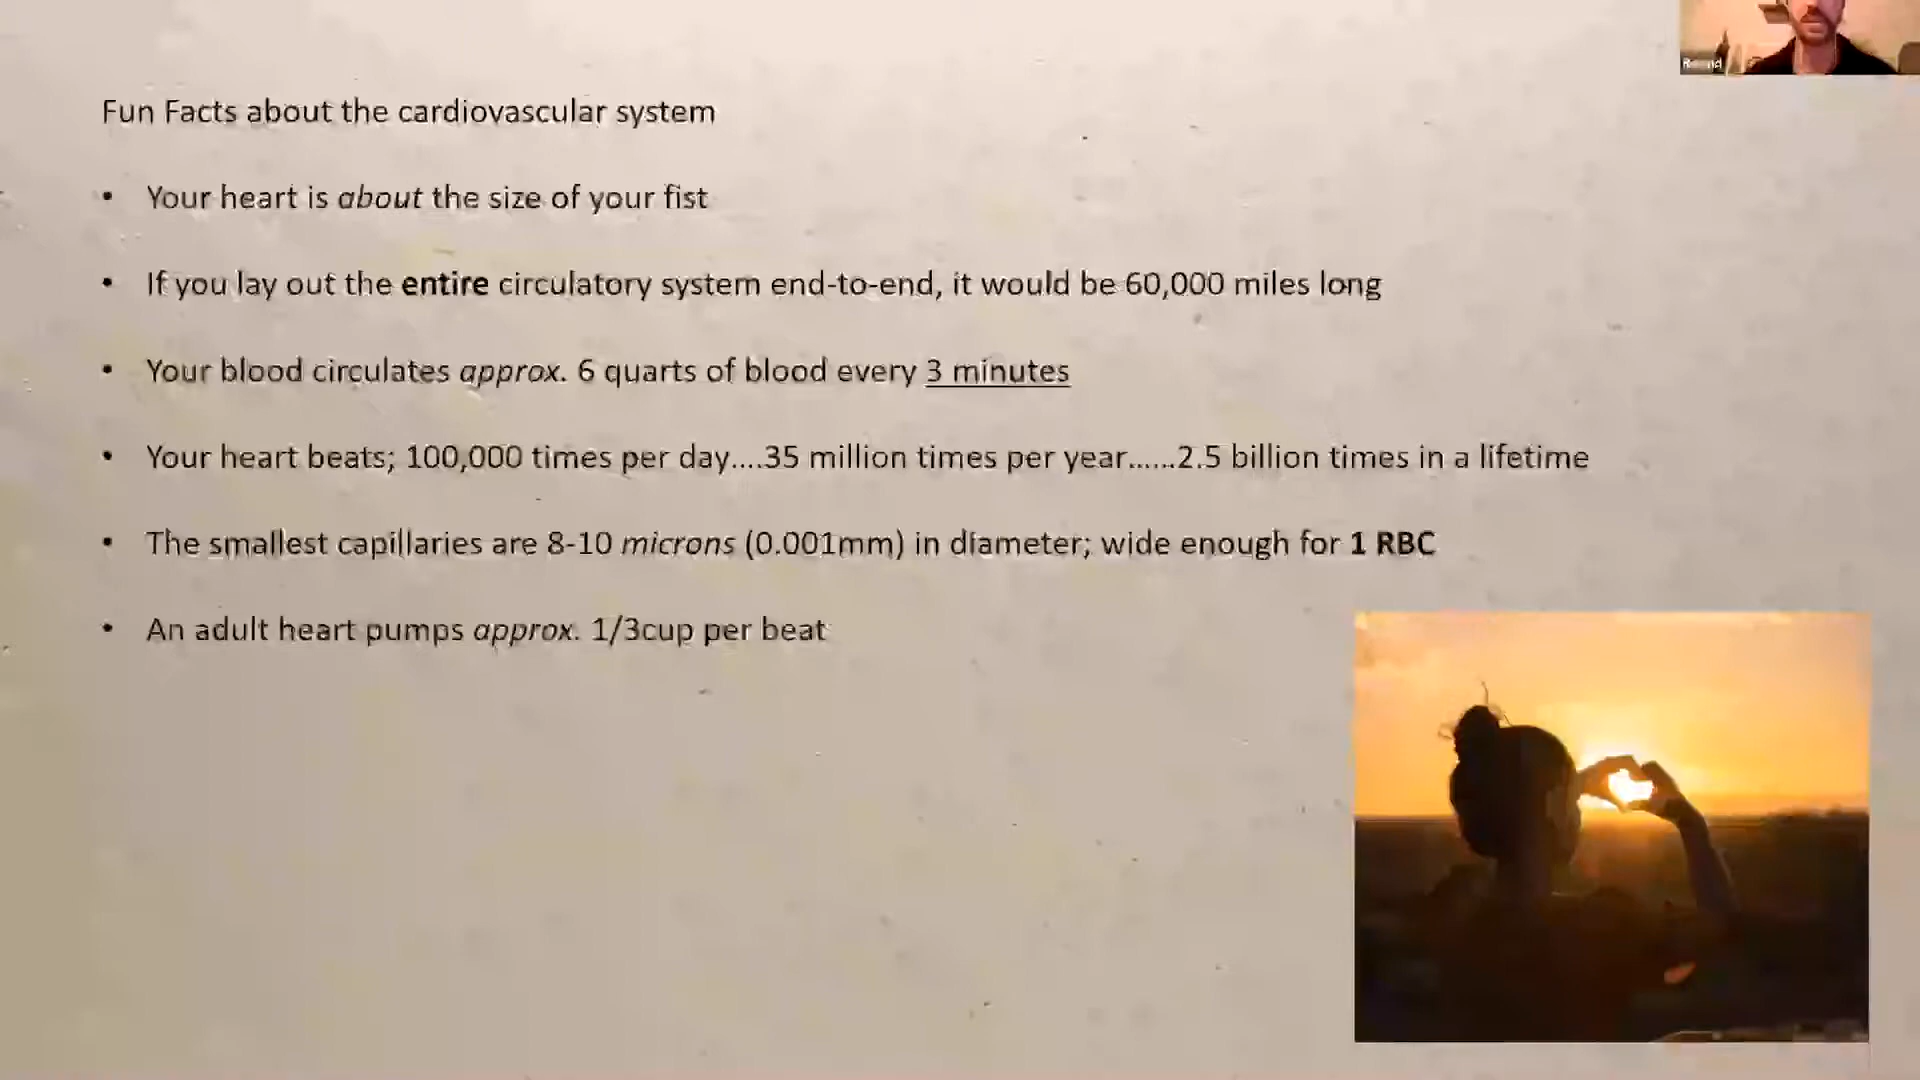 Fun Facts about the cardiovascular system
• Your heart is about the size of your fist
• If you lay out the entire circulatory system end-to-end, it would be 60,000 miles long
• Your blood circulates approx. 6 quarts of blood every 3 minutes
• Your heart beats; 100,000 times per day....35 million times per year......2.5 billion times in a lifetime
• The smallest capillaries are 8-10 microns (0.001mm) in diameter; wide enough for 1 RBC
• An adult heart pumps approx. 1/3cup per beat